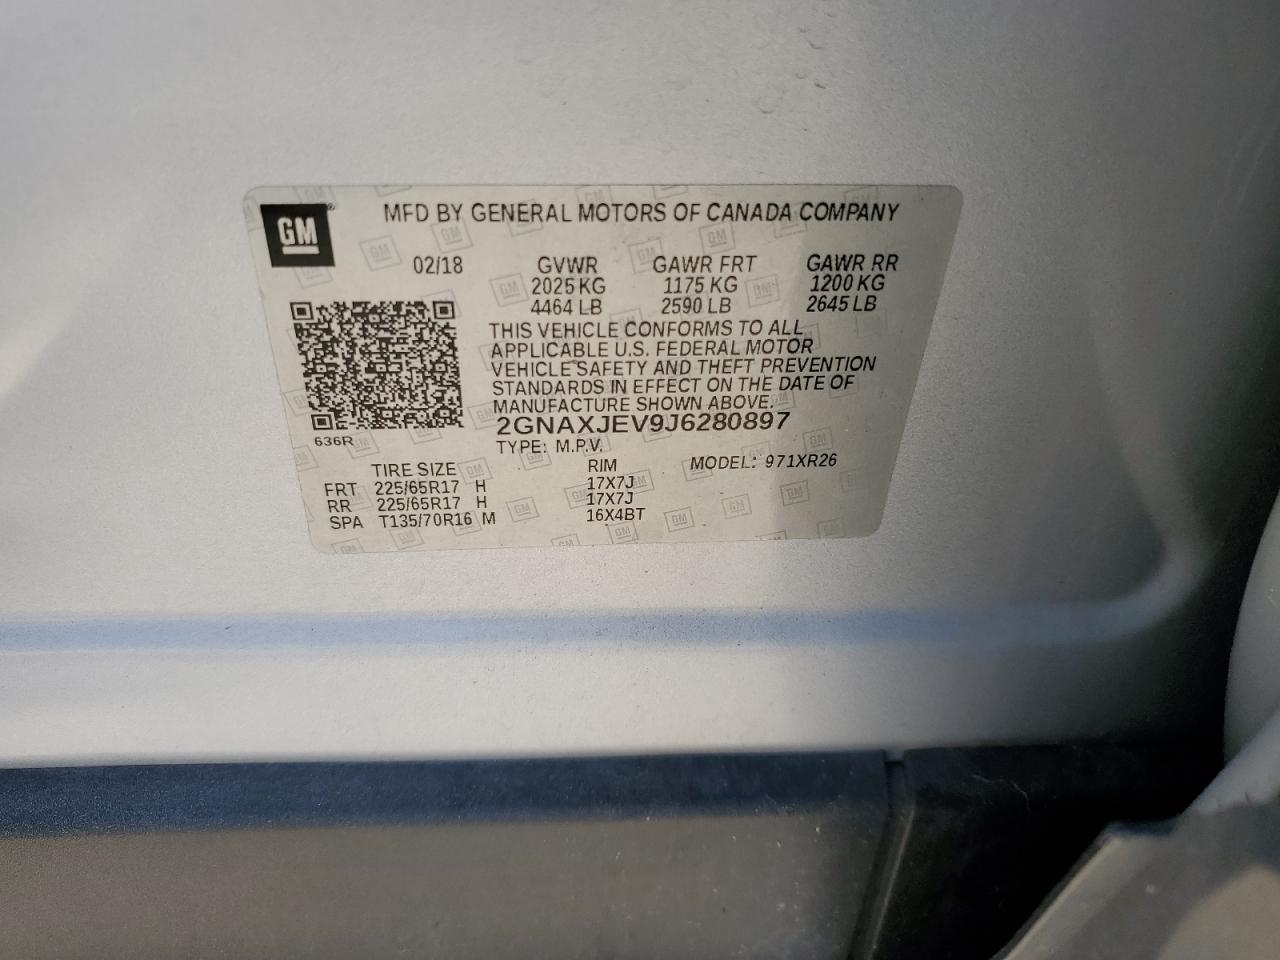 GM MFD BY GENERAL MOTORS OF CANADA COMPANY
02/18 GVWR GAWR FRT GAWR RR
2025 KG 1175 KG 1200 KG
4464 LB 2590 LB 2645 LB
THIS VEHICLE CONFORMS TO ALL
APPLICABLE U.S. FEDERAL MOTOR
VEHICLE SAFETY AND THEFT PREVENTION
STANDARDS IN EFFECT ON THE DATE OF
MANUFACTURE SHOWN ABOVE.
2GNAXJEV9J6280897
636R
TYPE: M.P.V.
TIRE SIZE RIM MODEL: 971XR26
FRT 225/65R17 H 17X7J
RR 225/65R17 H 17X7J
SPA T135/70R16 M 16X4BT